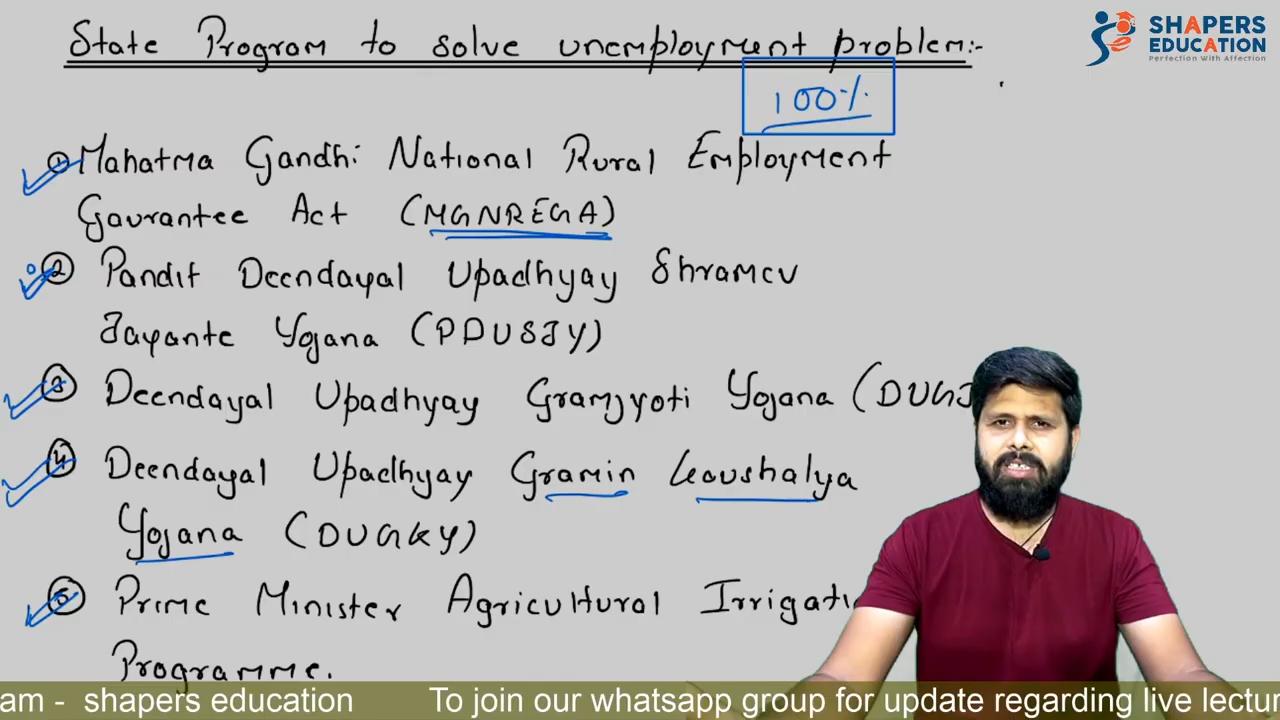 SHAPERS
EDUCATION
Perfection With Affection
State Program to solve unemployment problem:-
100%
① Mahatma Gandhi National Rural Employment
Gaurantee Act (MGNREGA)
② Pandit Deendayal Upadhyay Shramev
Jayante Yojana (PDUSJY)
③ Deendayal Upadhyay Gramjyoti Yojana (DUGJ
④ Deendayal Upadhyay Gramin Kaushalya
Yojana (DUGKY)
⑤ Prime Minister Agricultural Irrigati
Programme.
am - shapers education To join our whatsapp group for update regarding live lectur